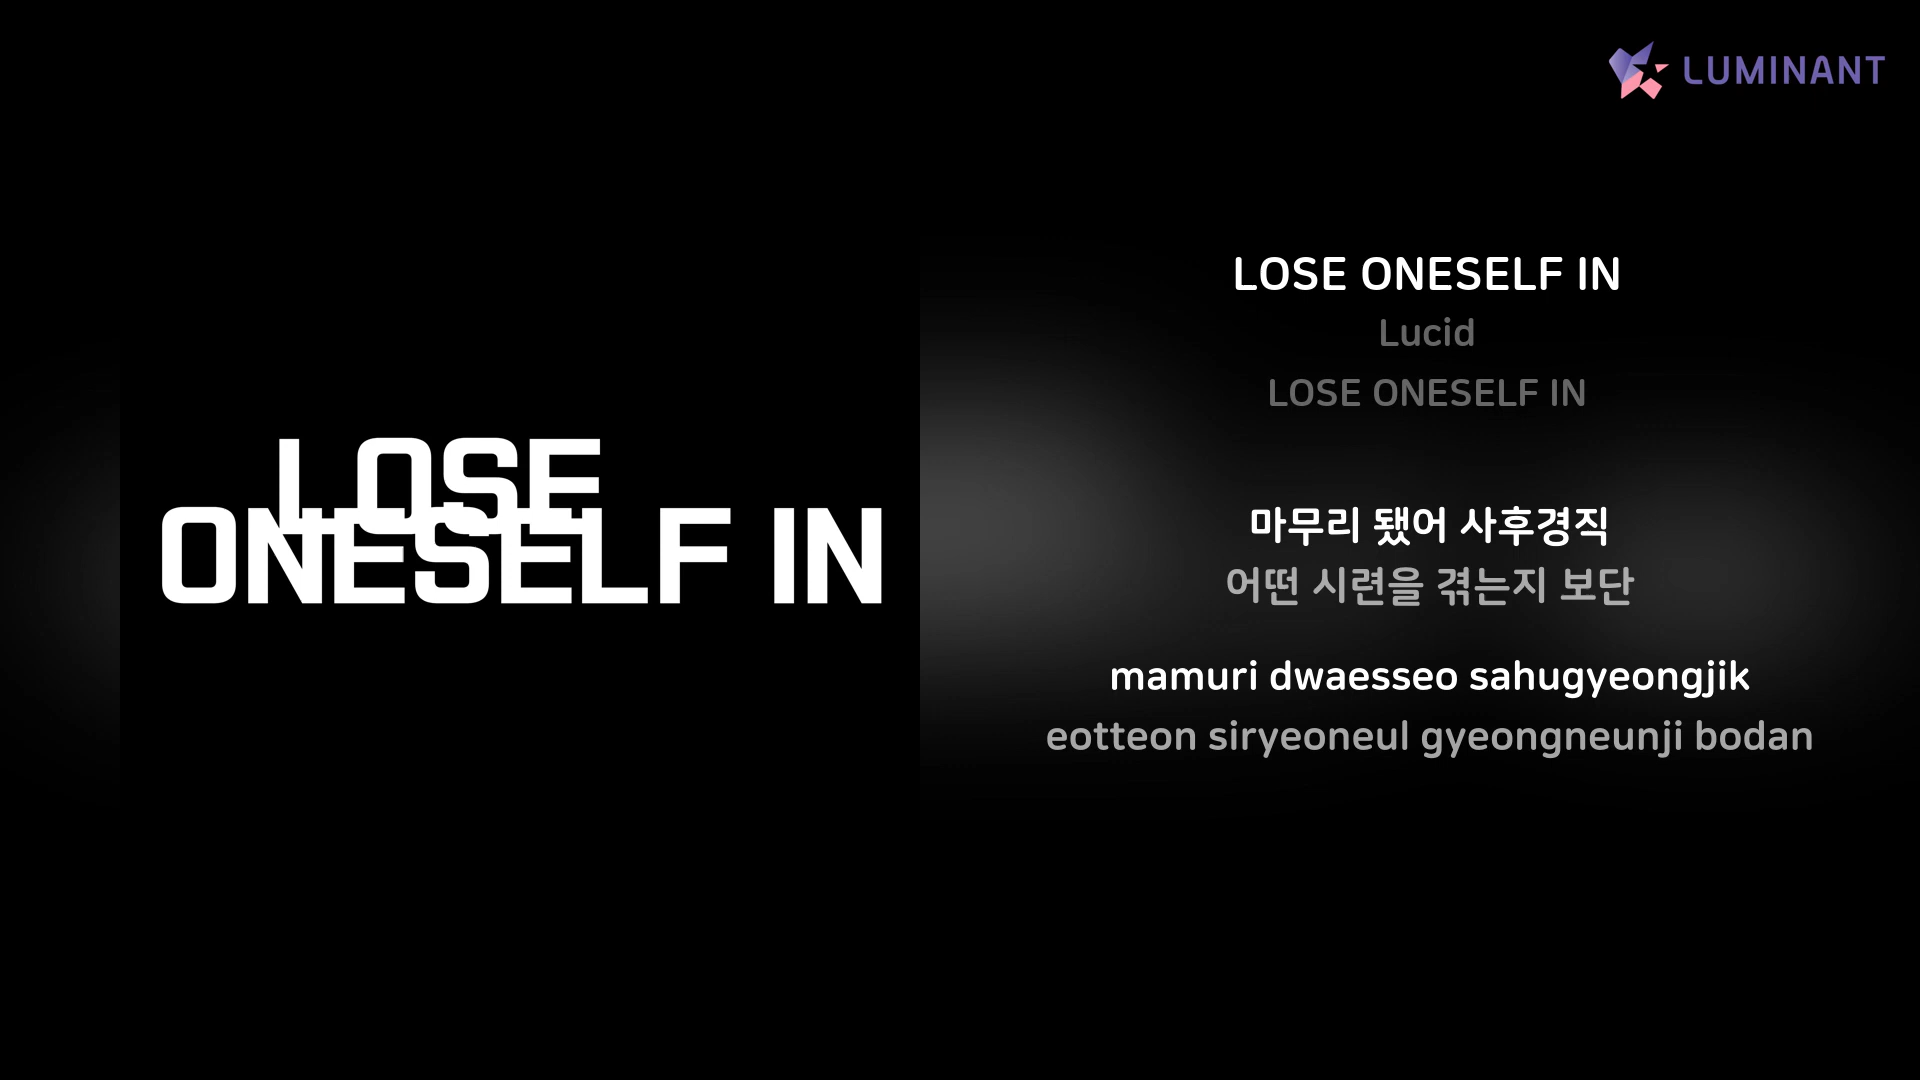 LUMINANT
LOSE
ONESELF IN
LOSE ONESELF IN
Lucid
LOSE ONESELF IN
마무리 됐어 사후경직
어떤 시련을 겪는지 보단
mamuri dwaesseo sahugyeongjik
eotteon siryeoneul gyeongneunji bodan